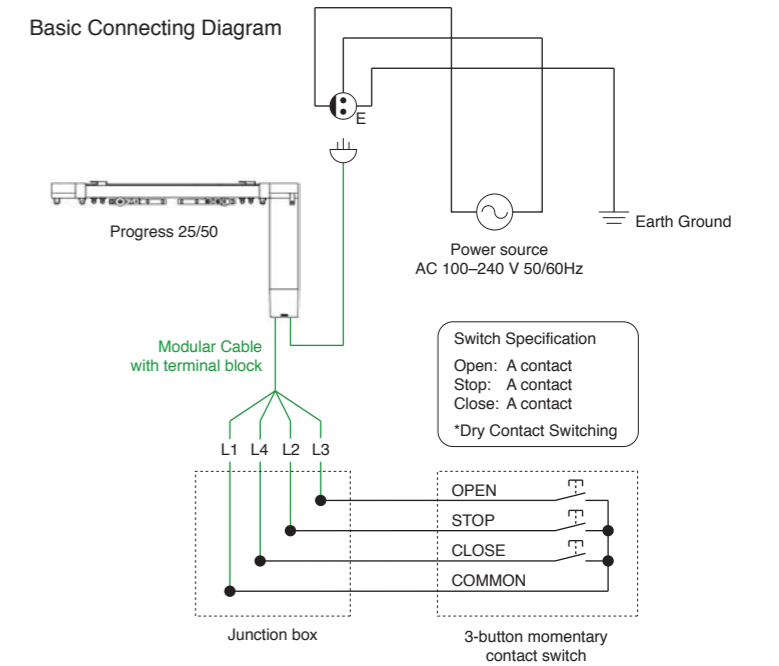 Basic Connecting Diagram
E
Progress 25/50
Earth Ground
Power source
AC 100–240 V 50/60Hz
Modular Cable
with terminal block
Switch Specification
Open: A contact
Stop: A contact
Close: A contact
*Dry Contact Switching
L1 L4 L2 L3
OPEN
STOP
CLOSE
COMMON
Junction box
3-button momentary
contact switch